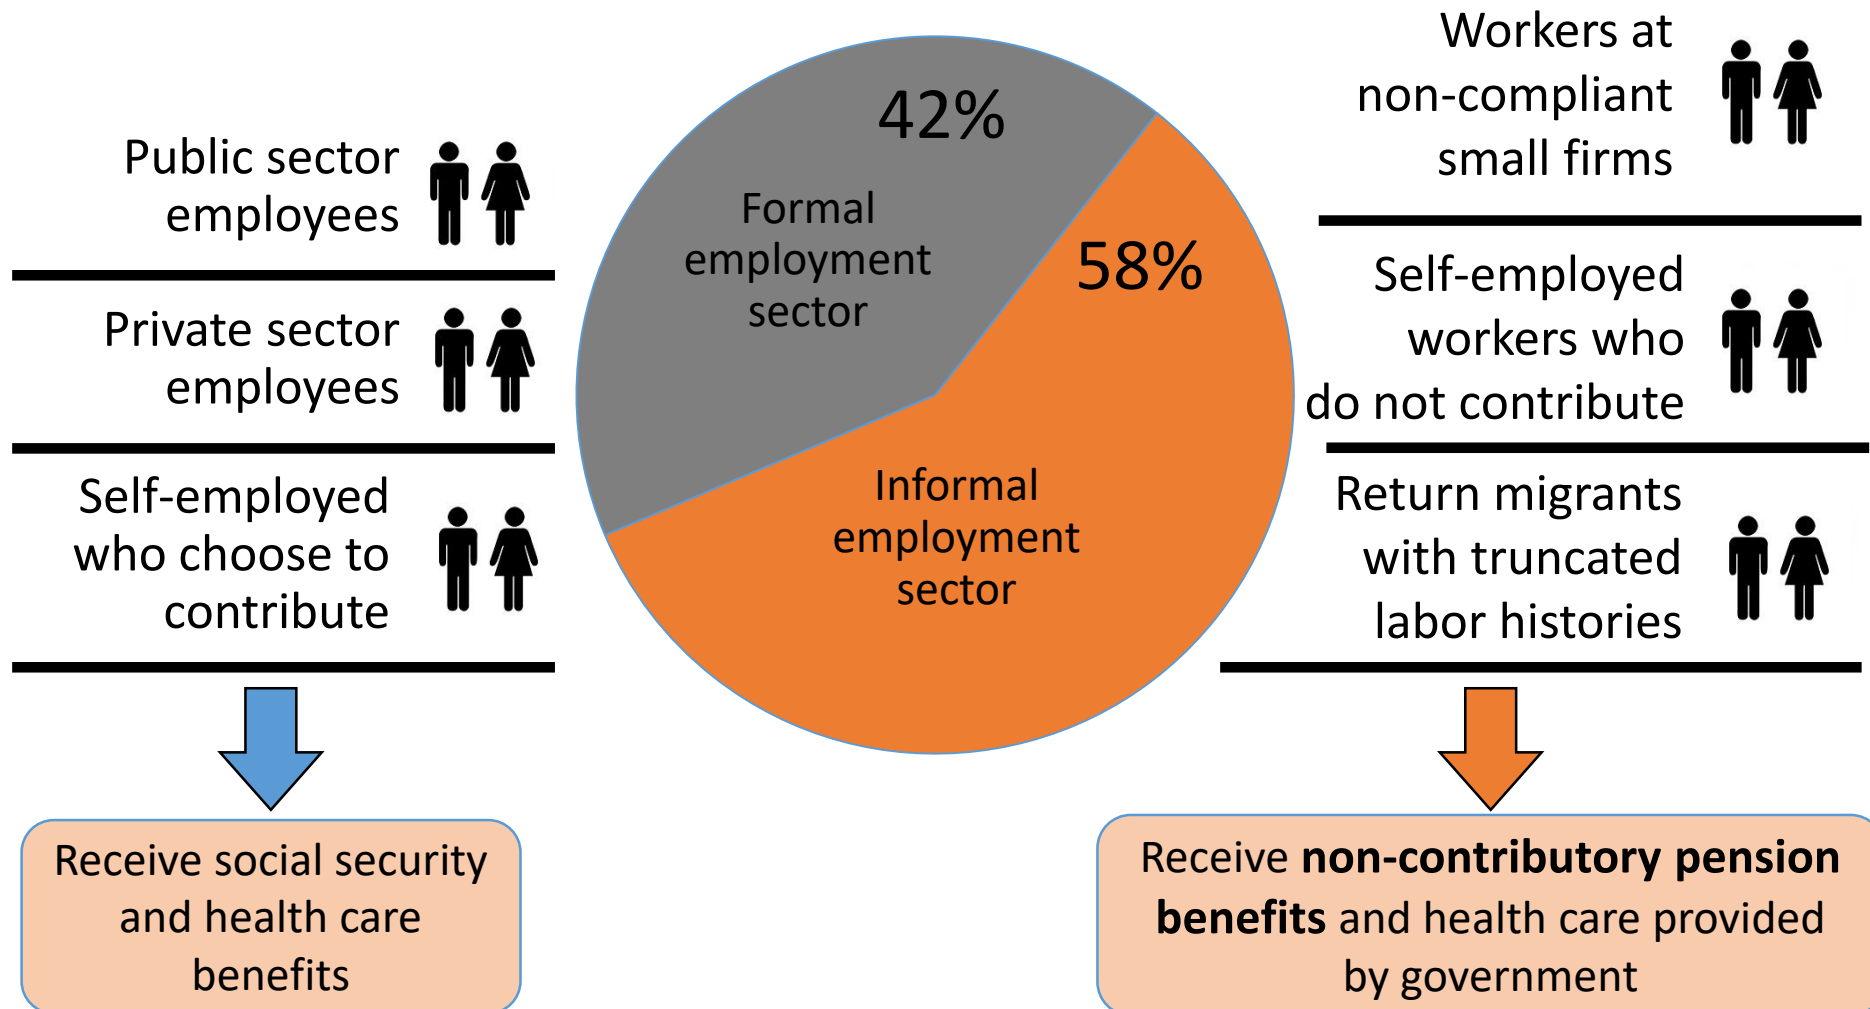 Public sector
employees
Private sector
employees
Self-employed
who choose to
contribute
Receive social security
and health care
benefits
42%
Formal
employment
sector
58%
Informal
employment
sector
Workers at
non-compliant
small firms
Self-employed
workers who
do not contribute
Return migrants
with truncated
labor histories
Receive non-contributory pension
benefits and health care provided
by government